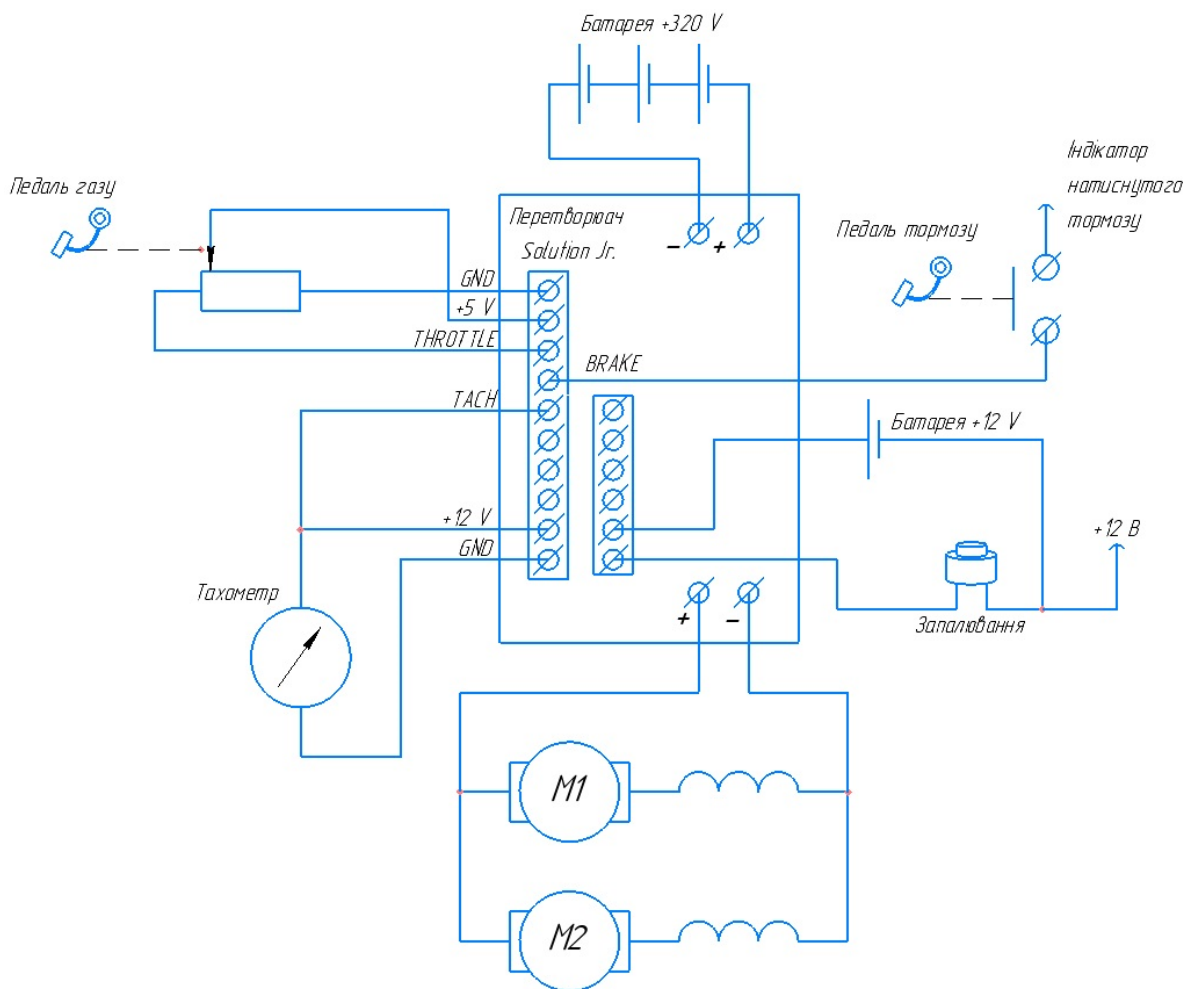 Батарея +320 V
Індікатор
натиснутого
тормозу
Педаль газу
Перетворювач
Solution Jr.
- +
Педаль тормозу
GND
+5 V
THROTTLE
BRAKE
TACH
Батарея +12 V
+12 V
+12 В
GND
Тахометр
+ -
Запалювання
M1
M2